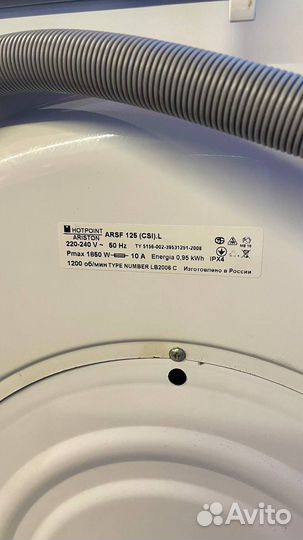 HOTPOINT
ARISTON
ARSF 125 (CSI).L
220-240 V ~ 50 Hz
ТУ 5156-002-39531291-2008
Pmax 1850 W 10 A Energia 0,95 kWh
IPX4
1200 об/мин TYPE NUMBER LB2006 C Изготовлено в России
Avito